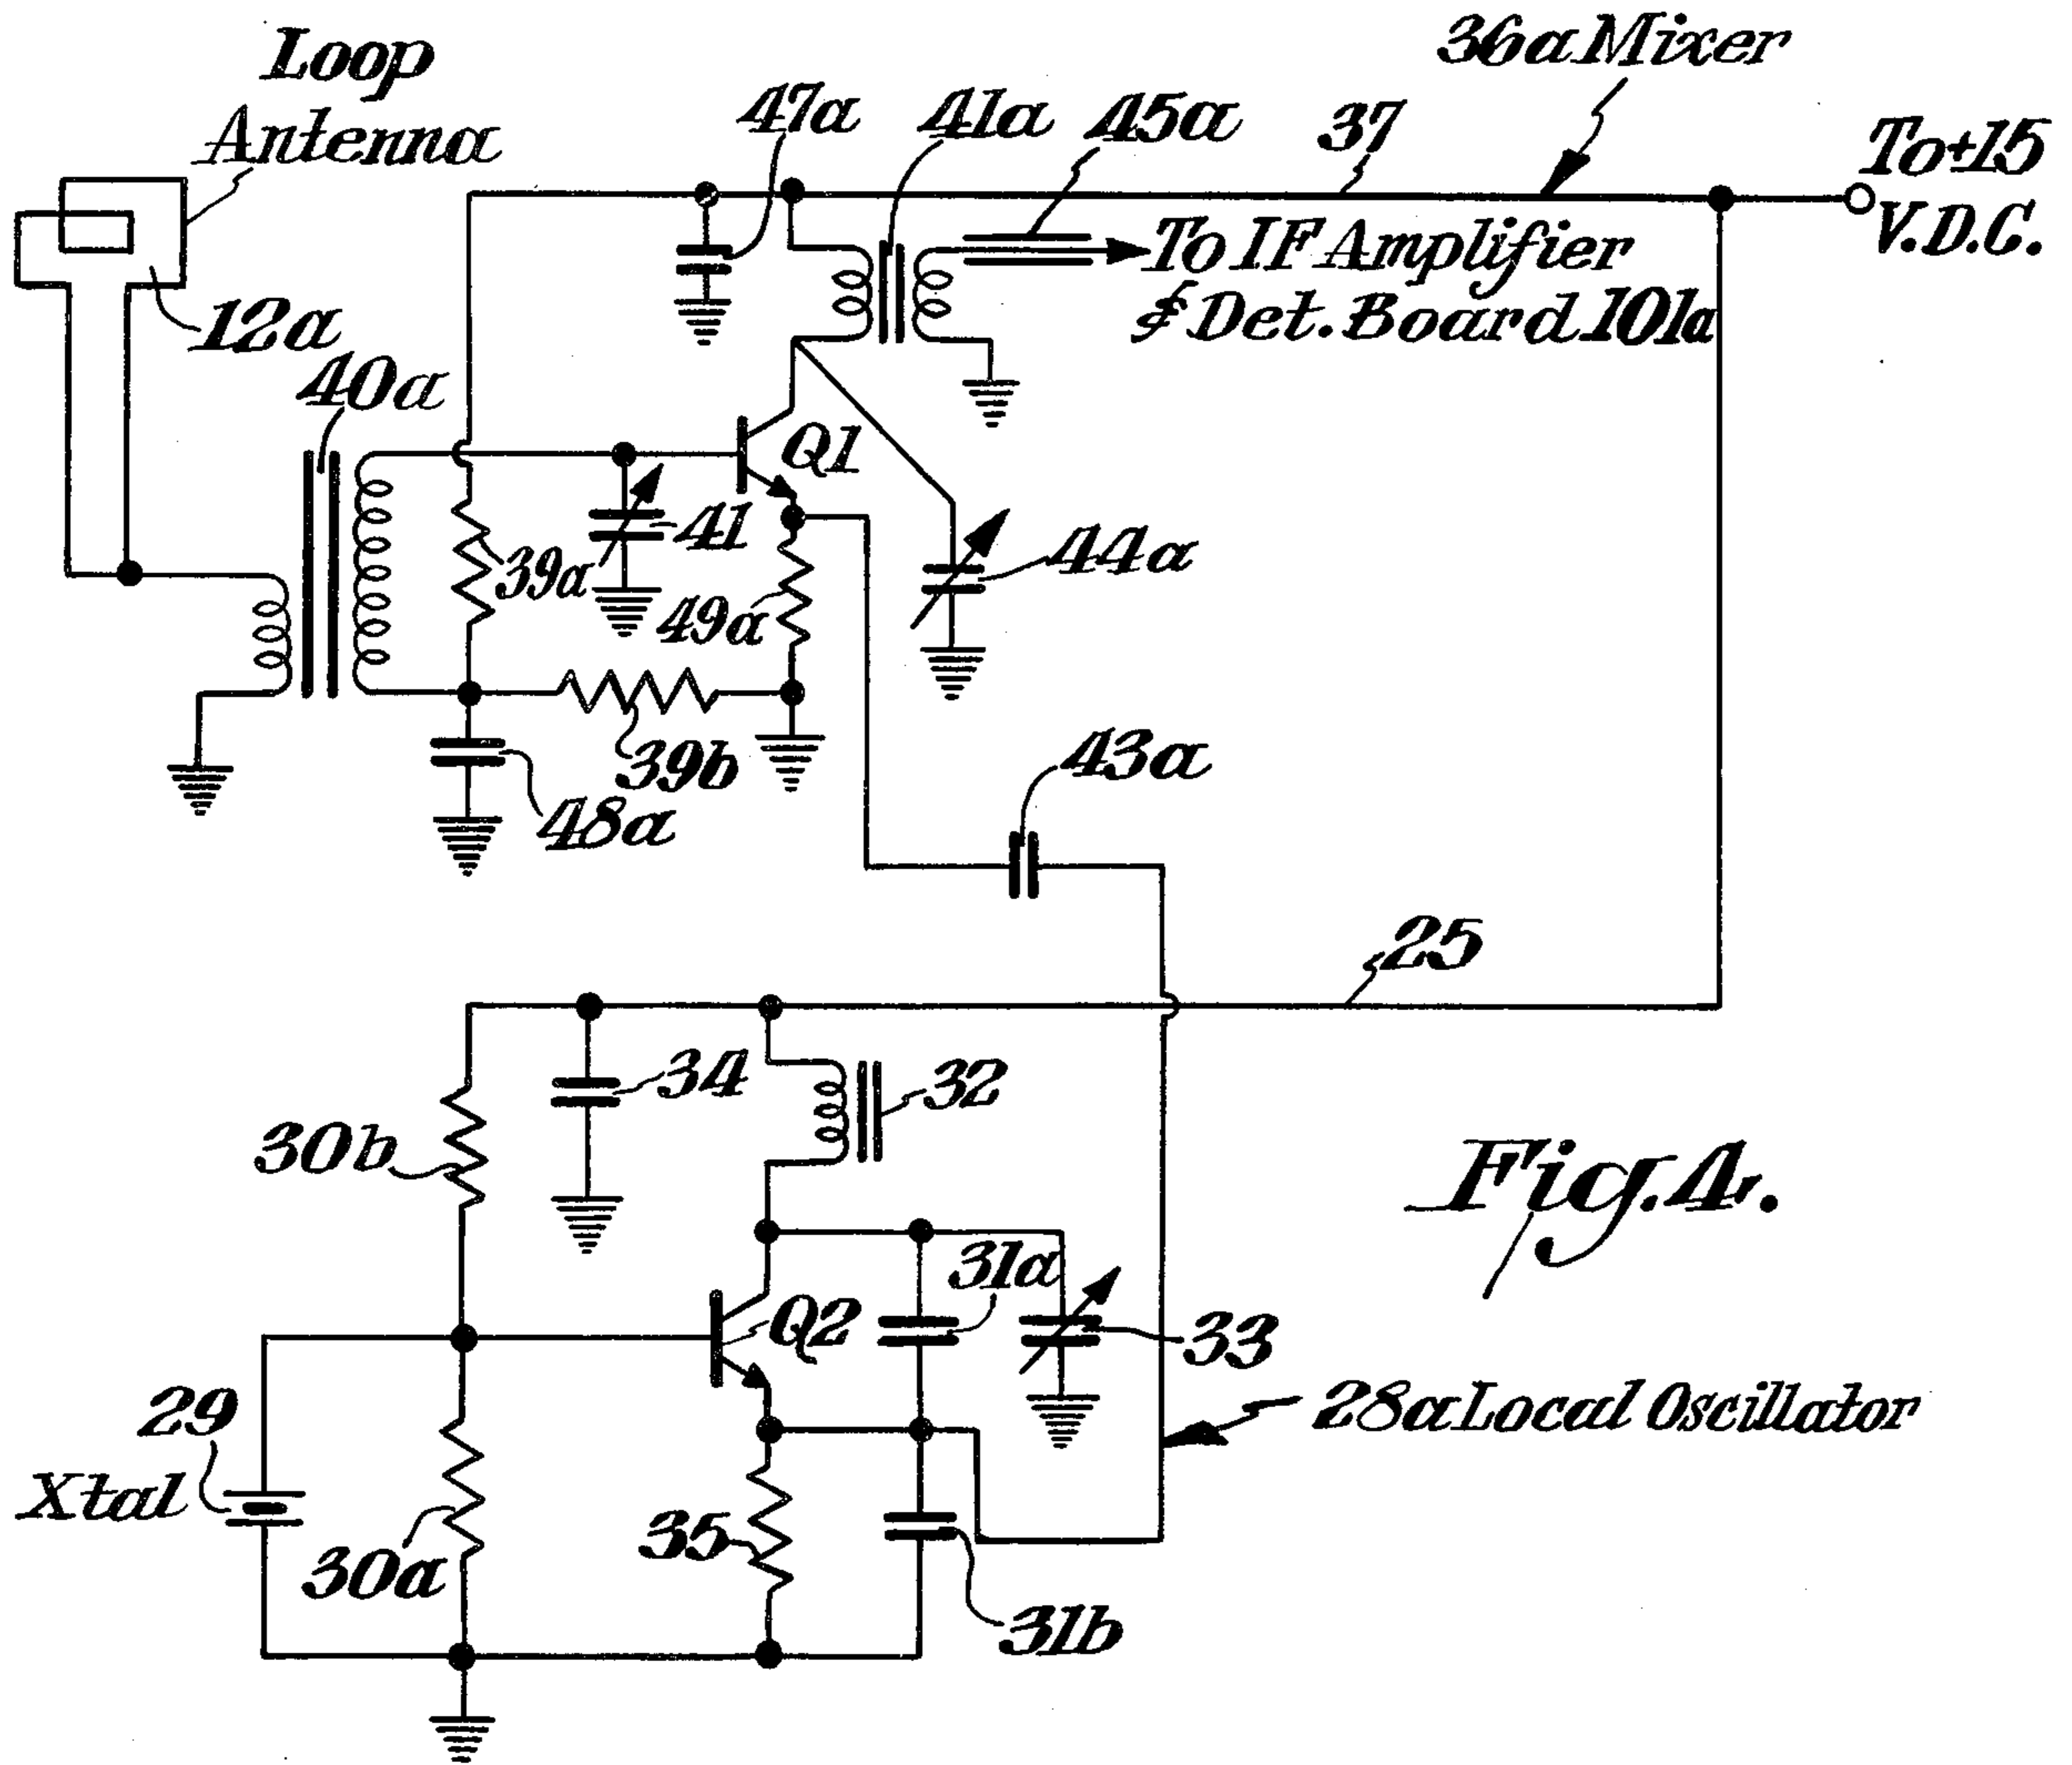 Loop
Antenna
36a Mixer
47a
41a
45a
37
To +15
V.D.C.
To IF Amplifier
& Det. Board 101a
12a
40a
Q1
41
39a
44a
49a
39b
48a
43a
25
34
32
30b
Fig. 4.
31a
Q2
33
29
28a Local Oscillator
Xtal
35
30a
31b